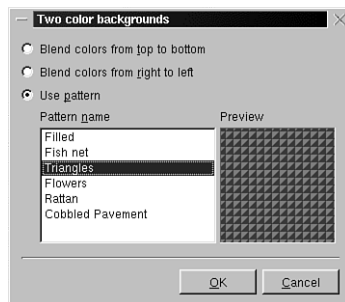 Two color backgrounds
Blend colors from top to bottom
Blend colors from right to left
Use pattern
Pattern name
Preview
Filled
Fish net
Triangles
Flowers
Rattan
Cobbled Pavement
OK
Cancel